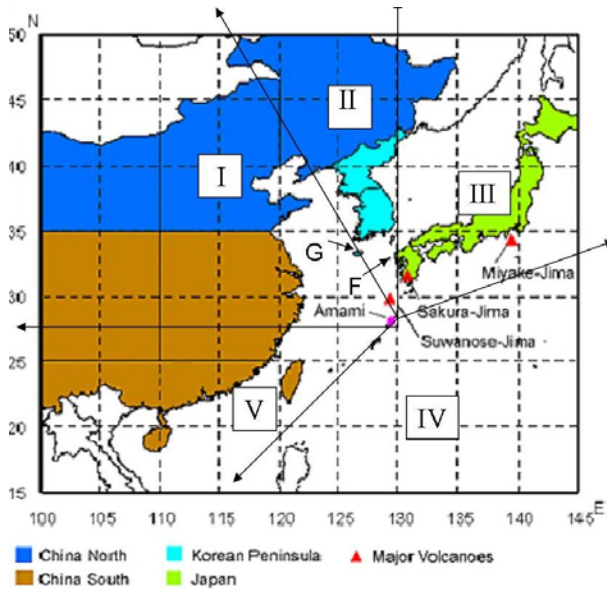 N
50
45
40
35
30
25
20
15
100 105 110 115 120 125 130 135 140 145
E
I
II
III
IV
V
G
F
Amami
Miyake-Jima
Sakura-Jima
Suwanose-Jima
China North
China South
Korean Peninsula
Japan
Major Volcanoes